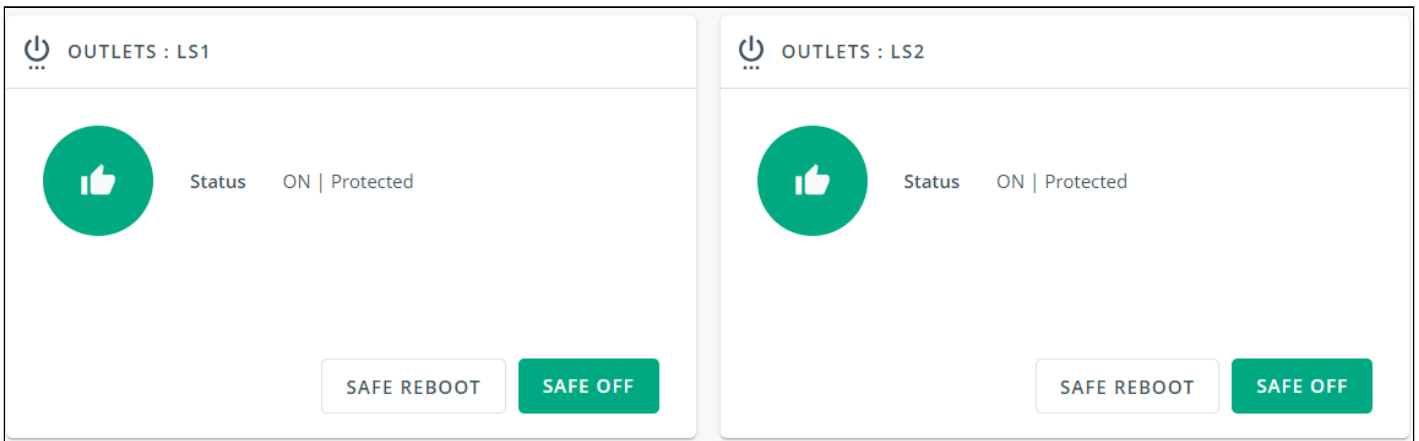 OUTLETS : LS1
Status ON | Protected
SAFE REBOOT SAFE OFF
OUTLETS : LS2
Status ON | Protected
SAFE REBOOT SAFE OFF